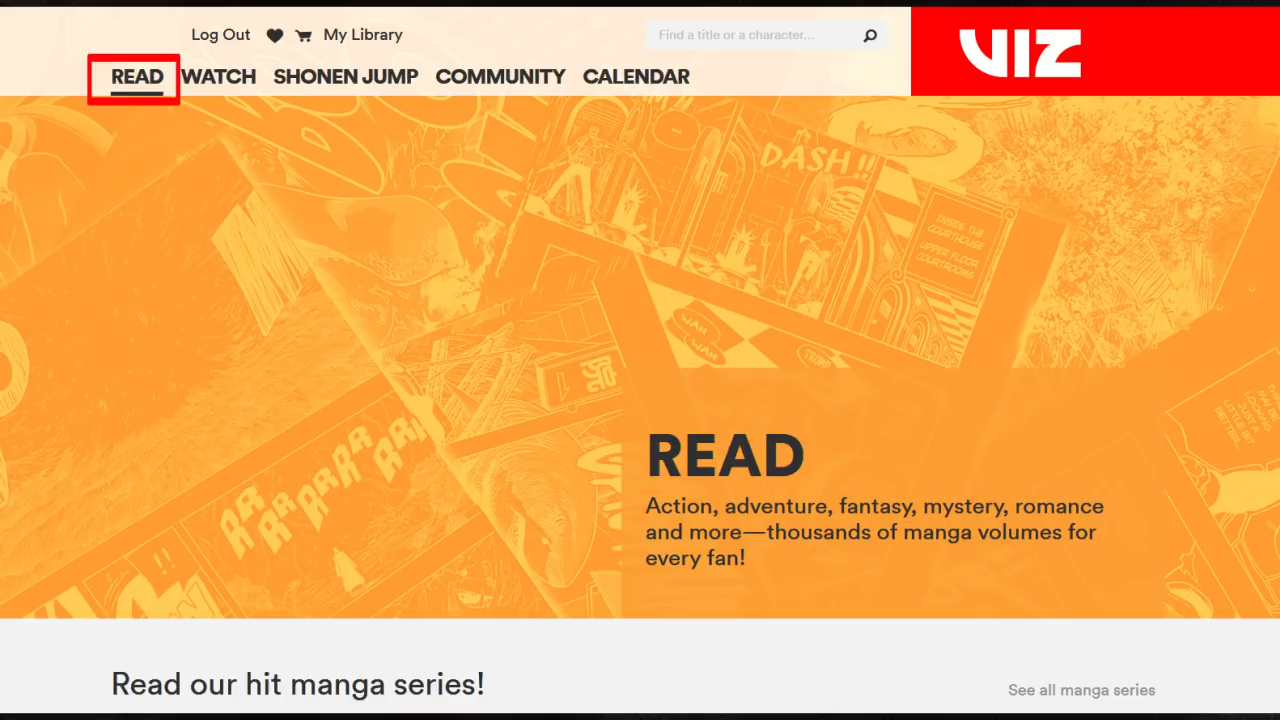 Log Out My Library
Find a title or a character...
VIZ
READ WATCH SHONEN JUMP COMMUNITY CALENDAR
DASH!!
INSIDE THE
COURTHOUSE
UPPER FLOOR
COURTROOMS
WAH
WAH
READ
Action, adventure, fantasy, mystery, romance
and more—thousands of manga volumes for
every fan!
Read our hit manga series!
See all manga series